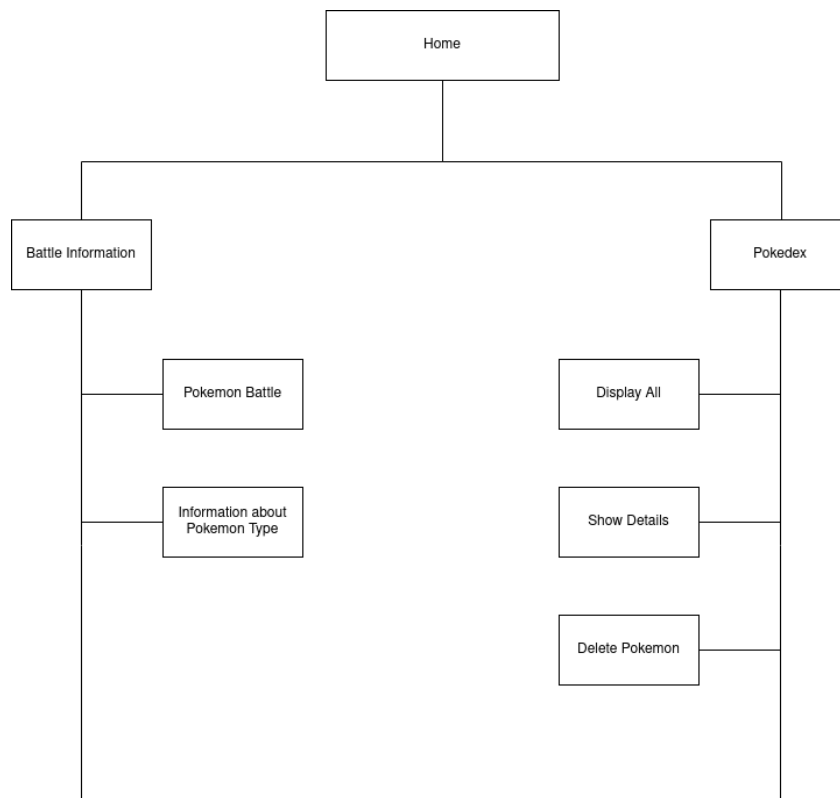 Home
Battle Information
Pokedex
Pokemon Battle
Display All
Information about
Pokemon Type
Show Details
Delete Pokemon